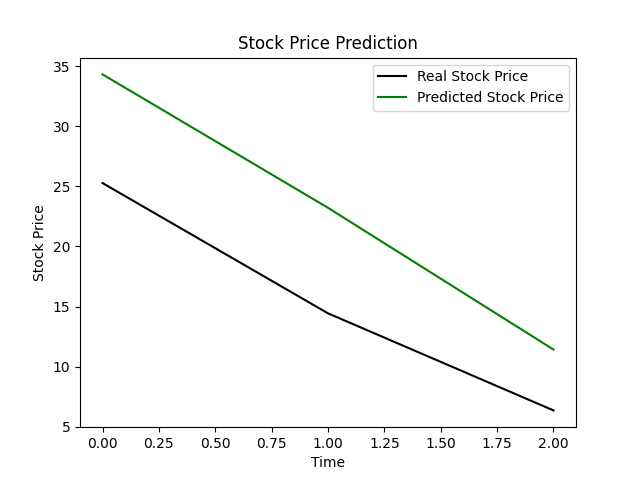 Stock Price Prediction
Real Stock Price
Predicted Stock Price
35
30
25
20
15
10
5
Stock Price
0.00 0.25 0.50 0.75 1.00 1.25 1.50 1.75 2.00
Time